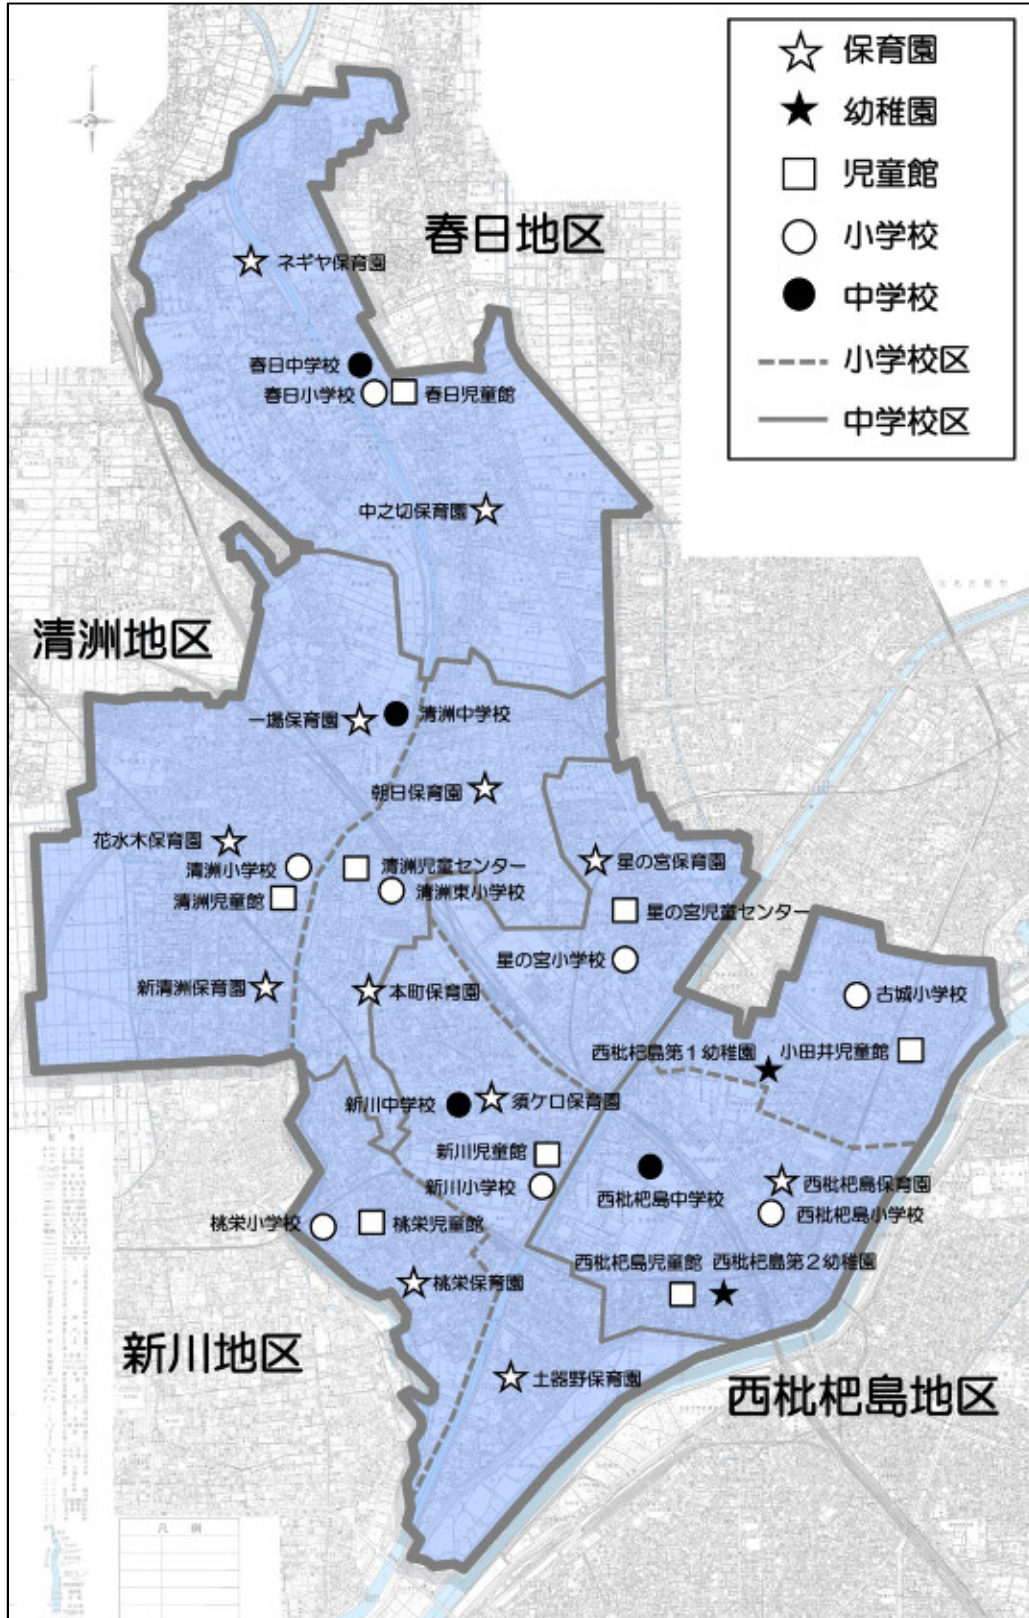 保育園
幼稚園
児童館
小学校
中学校
小学校区
中学校区
春日地区
ネギヤ保育園
春日中学校
春日小学校
春日児童館
中之切保育園
清洲地区
一場保育園
清洲中学校
朝日保育園
花水木保育園
清洲小学校
清洲児童センター
星の宮保育園
清洲児童館
清洲東小学校
星の宮児童センター
星の宮小学校
新清洲保育園
本町保育園
古城小学校
西枇杷島第1幼稚園
小田井児童館
新川中学校
須ケ口保育園
新川児童館
新川小学校
西枇杷島中学校
西枇杷島保育園
西枇杷島小学校
桃栄小学校
桃栄児童館
西枇杷島児童館
西枇杷島第2幼稚園
桃栄保育園
新川地区
土器野保育園
西枇杷島地区
凡例